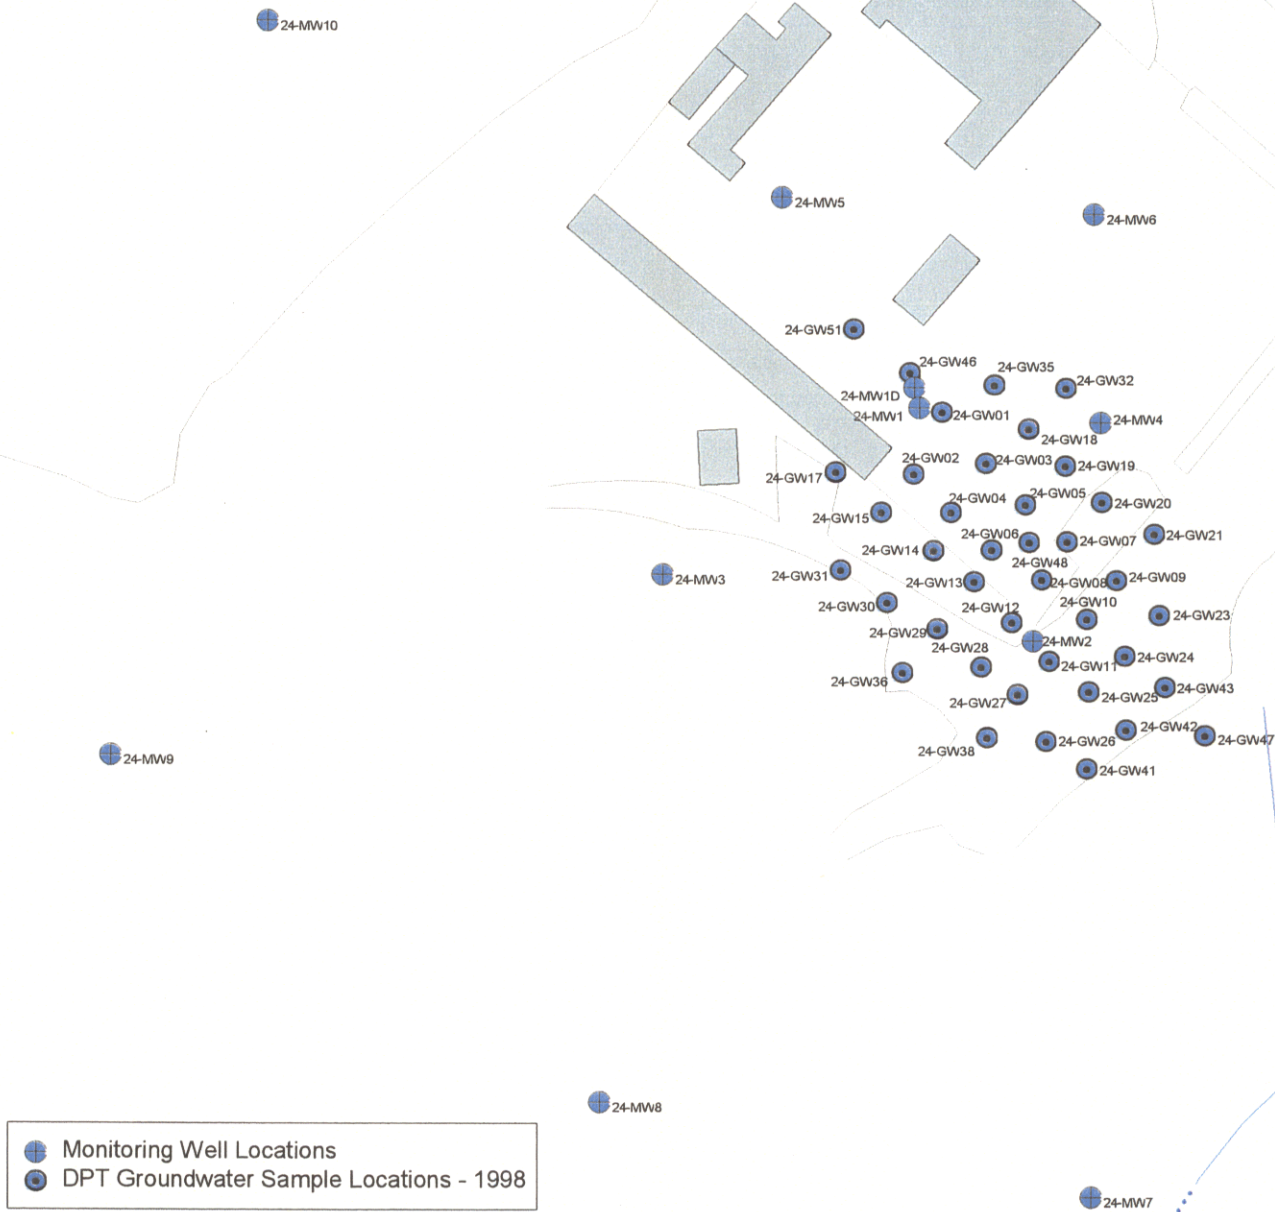 24-MW10
24-MW5
24-MW6
24-GW51
24-GW46
24-GW35
24-GW32
24-MW1D
24-MW1
24-GW01
24-MW4
24-GW18
24-GW02
24-GW03
24-GW19
24-GW17
24-GW04
24-GW05
24-GW20
24-GW15
24-GW06
24-GW07
24-GW21
24-GW14
24-GW48
24-GW31
24-MW3
24-GW13
24-GW08
24-GW09
24-GW30
24-GW12
24-GW10
24-GW23
24-GW29
24-MW2
24-GW28
24-GW11
24-GW24
24-GW36
24-GW27
24-GW25
24-GW43
24-GW38
24-GW26
24-GW42
24-GW47
24-MW9
24-GW41
24-MW8
Monitoring Well Locations
DPT Groundwater Sample Locations - 1998
24-MW7